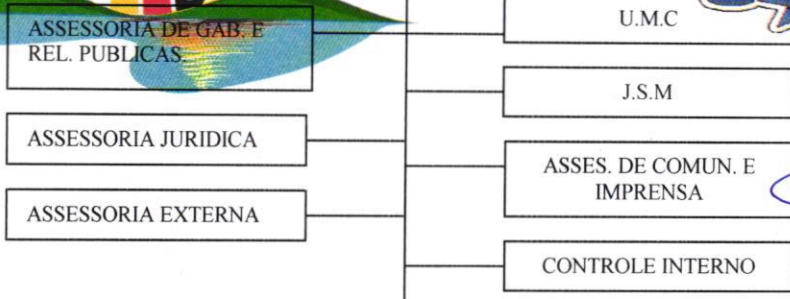 ASSESSORIA DE GAB. E
REL. PUBLICAS.
ASSESSORIA JURIDICA
ASSESSORIA EXTERNA
U.M.C
J.S.M
ASSES. DE COMUN. E
IMPRENSA
CONTROLE INTERNO